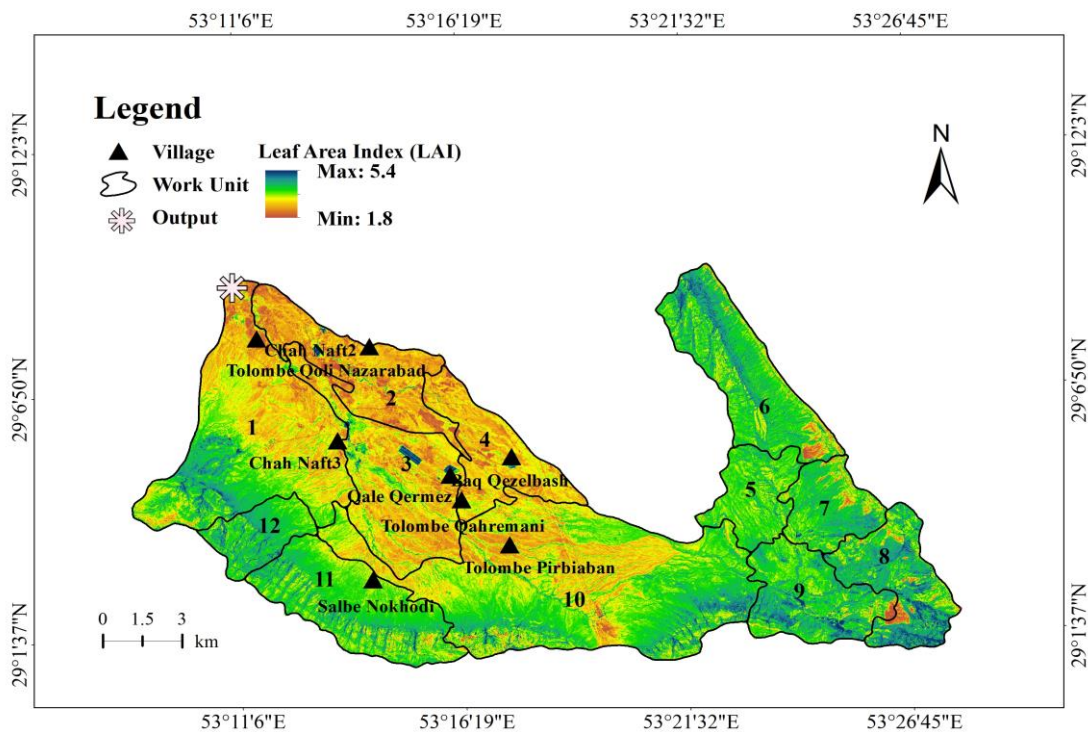 53°11'6"E 53°16'19"E 53°21'32"E 53°26'45"E
29°12'3"N
29°12'3"N
N
Legend
Village
Work Unit
Output
Leaf Area Index (LAI)
Max: 5.4
Min: 1.8
Chah Naft2
Tolombe Qoli Nazarabad
2
6
29°6'50"N
29°6'50"N
1
4
Chah Naft3
3
Baq Qezelbash
Qale Qermez
5
7
Tolombe Qahremani
12
8
Tolombe Pirbiaban
11
Salbe Nokhodi
10
9
0 1.5 3
km
29°1'37"N
29°1'37"N
53°11'6"E 53°16'19"E 53°21'32"E 53°26'45"E